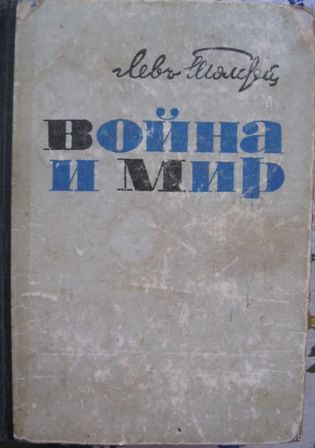 Левъ Толстой
Война
и Мир